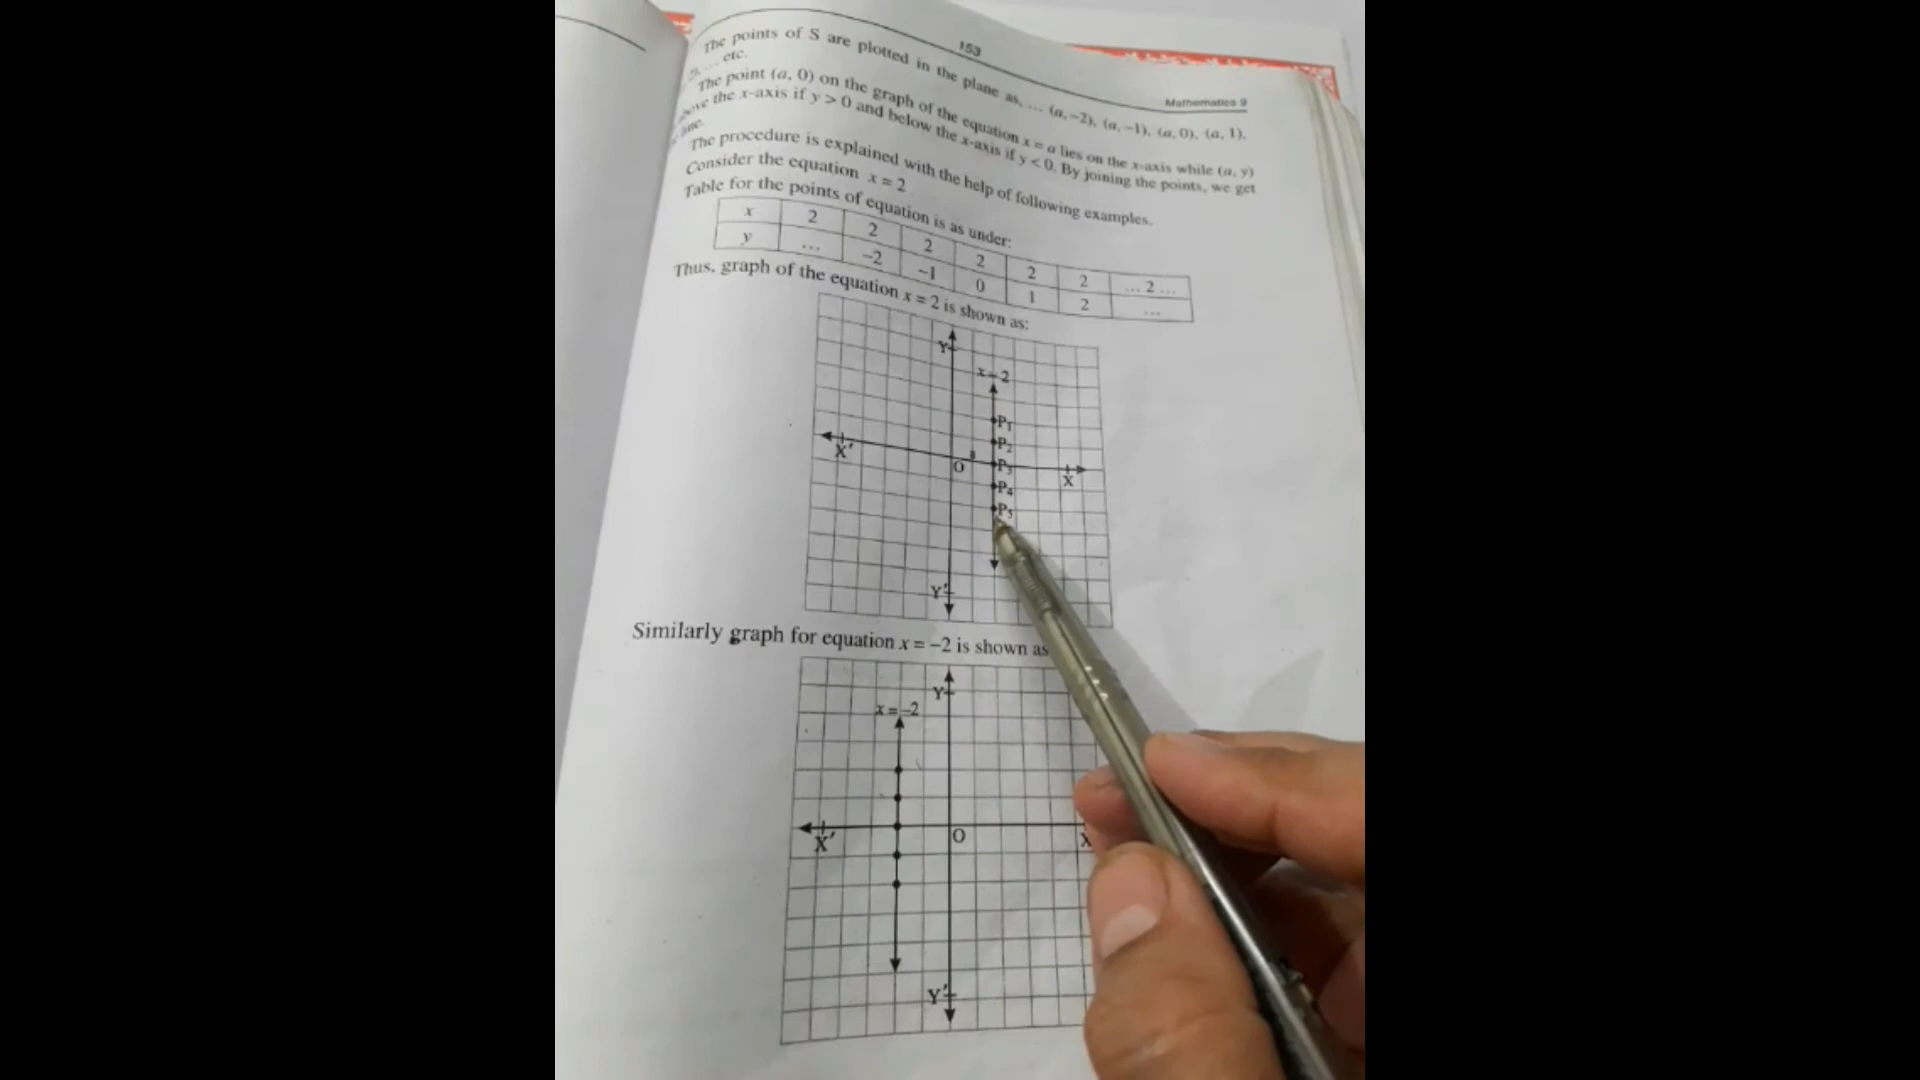 153
Mathematics 9
The points of S are plotted in the plane as, … (a, −2), (a, −1), (a, 0), (a, 1),
2), … etc.
The point (a, 0) on the graph of the equation x = a lies on the x-axis while (a, y)
above the x-axis if y > 0 and below the x-axis if y < 0. By joining the points, we get
line.
The procedure is explained with the help of following examples.
Consider the equation x = 2
Table for the points of equation is as under:
x 2 2 2 2 2 2 … 2 …
y … −2 −1 0 1 2 …
Thus, graph of the equation x = 2 is shown as:
Y
x = 2
P1
P2
X′ O P3 X
P4
P5
Y′
Similarly graph for equation x = −2 is shown as
Y
x = −2
X′ O X
Y′